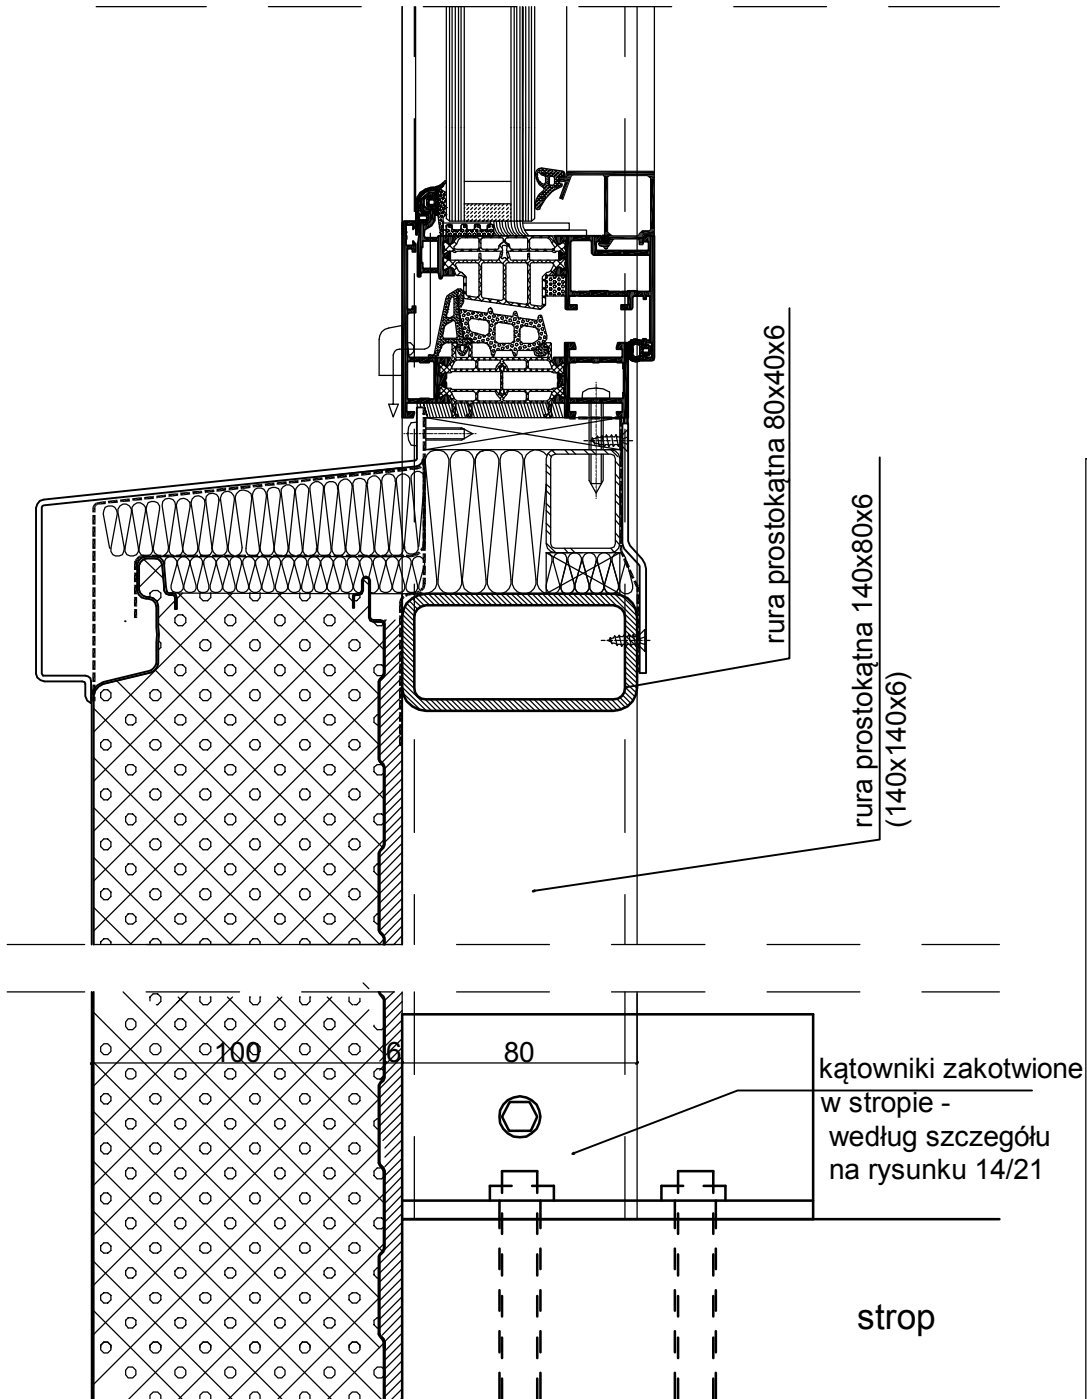 rura prostokątna 80x40x6
rura prostokątna 140x80x6
(140x140x6)
100
6
80
kątowniki zakotwione
w stropie -
według szczegółu
na rysunku 14/21
strop